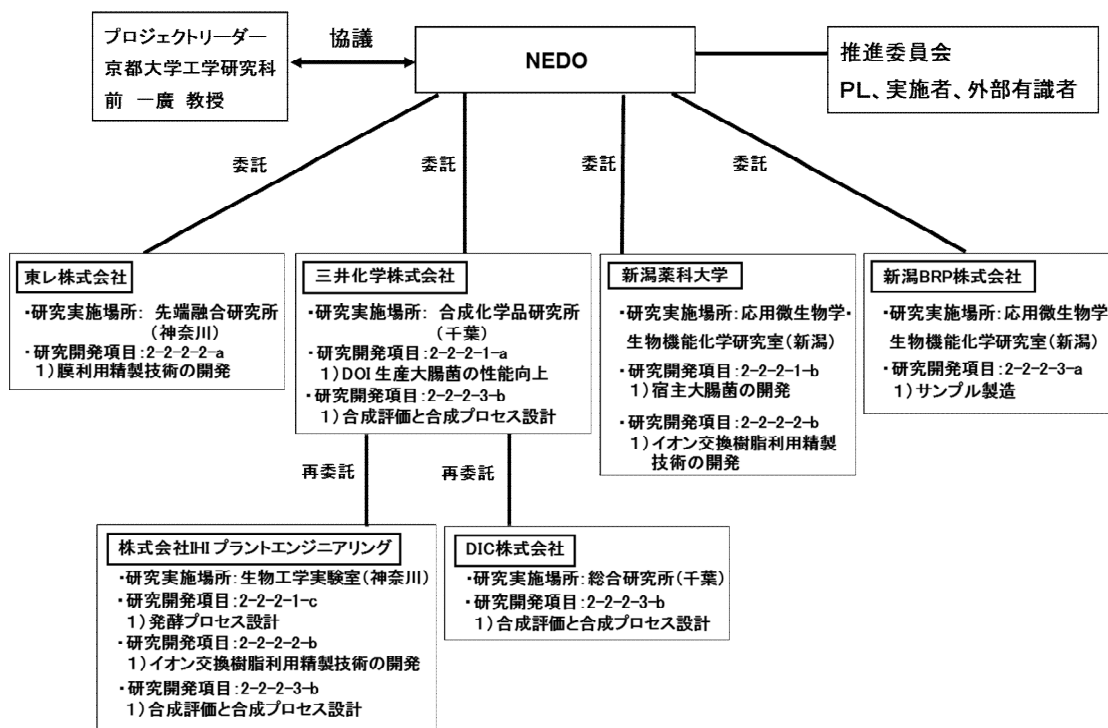 プロジェクトリーダー
京都大学工学研究科
前 一廣 教授
協議
NEDO
推進委員会
PL、実施者、外部有識者
委託
委託
委託
委託
東レ株式会社
・研究実施場所: 先端融合研究所
(神奈川)
・研究開発項目:2-2-2-2-a
1)膜利用精製技術の開発
三井化学株式会社
・研究実施場所: 合成化学品研究所
(千葉)
・研究開発項目:2-2-2-1-a
1)DOI生産大腸菌の性能向上
・研究開発項目:2-2-2-3-b
1)合成評価と合成プロセス設計
新潟薬科大学
・研究実施場所:応用微生物学・
生物機能化学研究室(新潟)
・研究開発項目:2-2-2-1-b
1)宿主大腸菌の開発
・研究開発項目:2-2-2-2-b
1)イオン交換樹脂利用精製
技術の開発
新潟BRP株式会社
・研究実施場所:応用微生物学
生物機能化学研究室(新潟)
・研究開発項目:2-2-2-3-a
1)サンプル製造
再委託
再委託
株式会社IHIプラントエンジニアリング
・研究実施場所:生物工学実験室(神奈川)
・研究開発項目:2-2-2-1-c
1)発酵プロセス設計
・研究開発項目:2-2-2-2-b
1)イオン交換樹脂利用精製技術の開発
・研究開発項目:2-2-2-3-b
1)合成評価と合成プロセス設計
DIC株式会社
・研究実施場所:総合研究所(千葉)
・研究開発項目:2-2-2-3-b
1)合成評価と合成プロセス設計